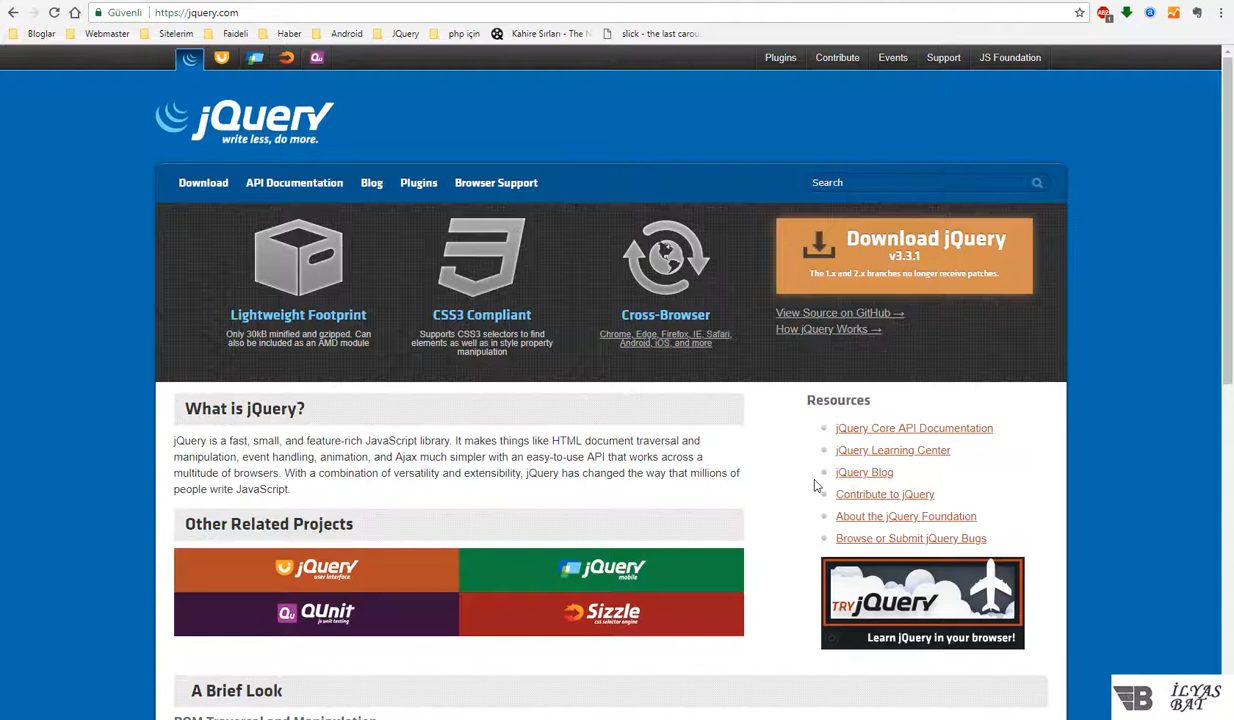 Güvenli
https://jquery.com
Bloglar
Webmaster
Sitelerim
Faideli
Haber
Android
JQuery
php için
Kahire Sırları - The N
slick - the last carou
Plugins
Contribute
Events
Support
JS Foundation
jQuery
write less, do more.
Download
API Documentation
Blog
Plugins
Browser Support
Search
Lightweight Footprint
Only 30kB minified and gzipped. Can
also be included as an AMD module
CSS3 Compliant
Supports CSS3 selectors to find
elements as well as in style property
manipulation
Cross-Browser
Chrome, Edge, Firefox, IE, Safari,
Android, iOS, and more
Download jQuery
v3.3.1
The 1.x and 2.x branches no longer receive patches.
View Source on GitHub →
How jQuery Works →
What is jQuery?
jQuery is a fast, small, and feature-rich JavaScript library. It makes things like HTML document traversal and
manipulation, event handling, animation, and Ajax much simpler with an easy-to-use API that works across a
multitude of browsers. With a combination of versatility and extensibility, jQuery has changed the way that millions of
people write JavaScript.
Other Related Projects
jQuery
user interface
jQuery
mobile
Qu
QUnit
js unit testing
Sizzle
css selector engine
Resources
jQuery Core API Documentation
jQuery Learning Center
jQuery Blog
Contribute to jQuery
About the jQuery Foundation
Browse or Submit jQuery Bugs
TRY jQuery
Learn jQuery in your browser!
A Brief Look
DOM Traversal and Manipulation
İLYAS
BAT